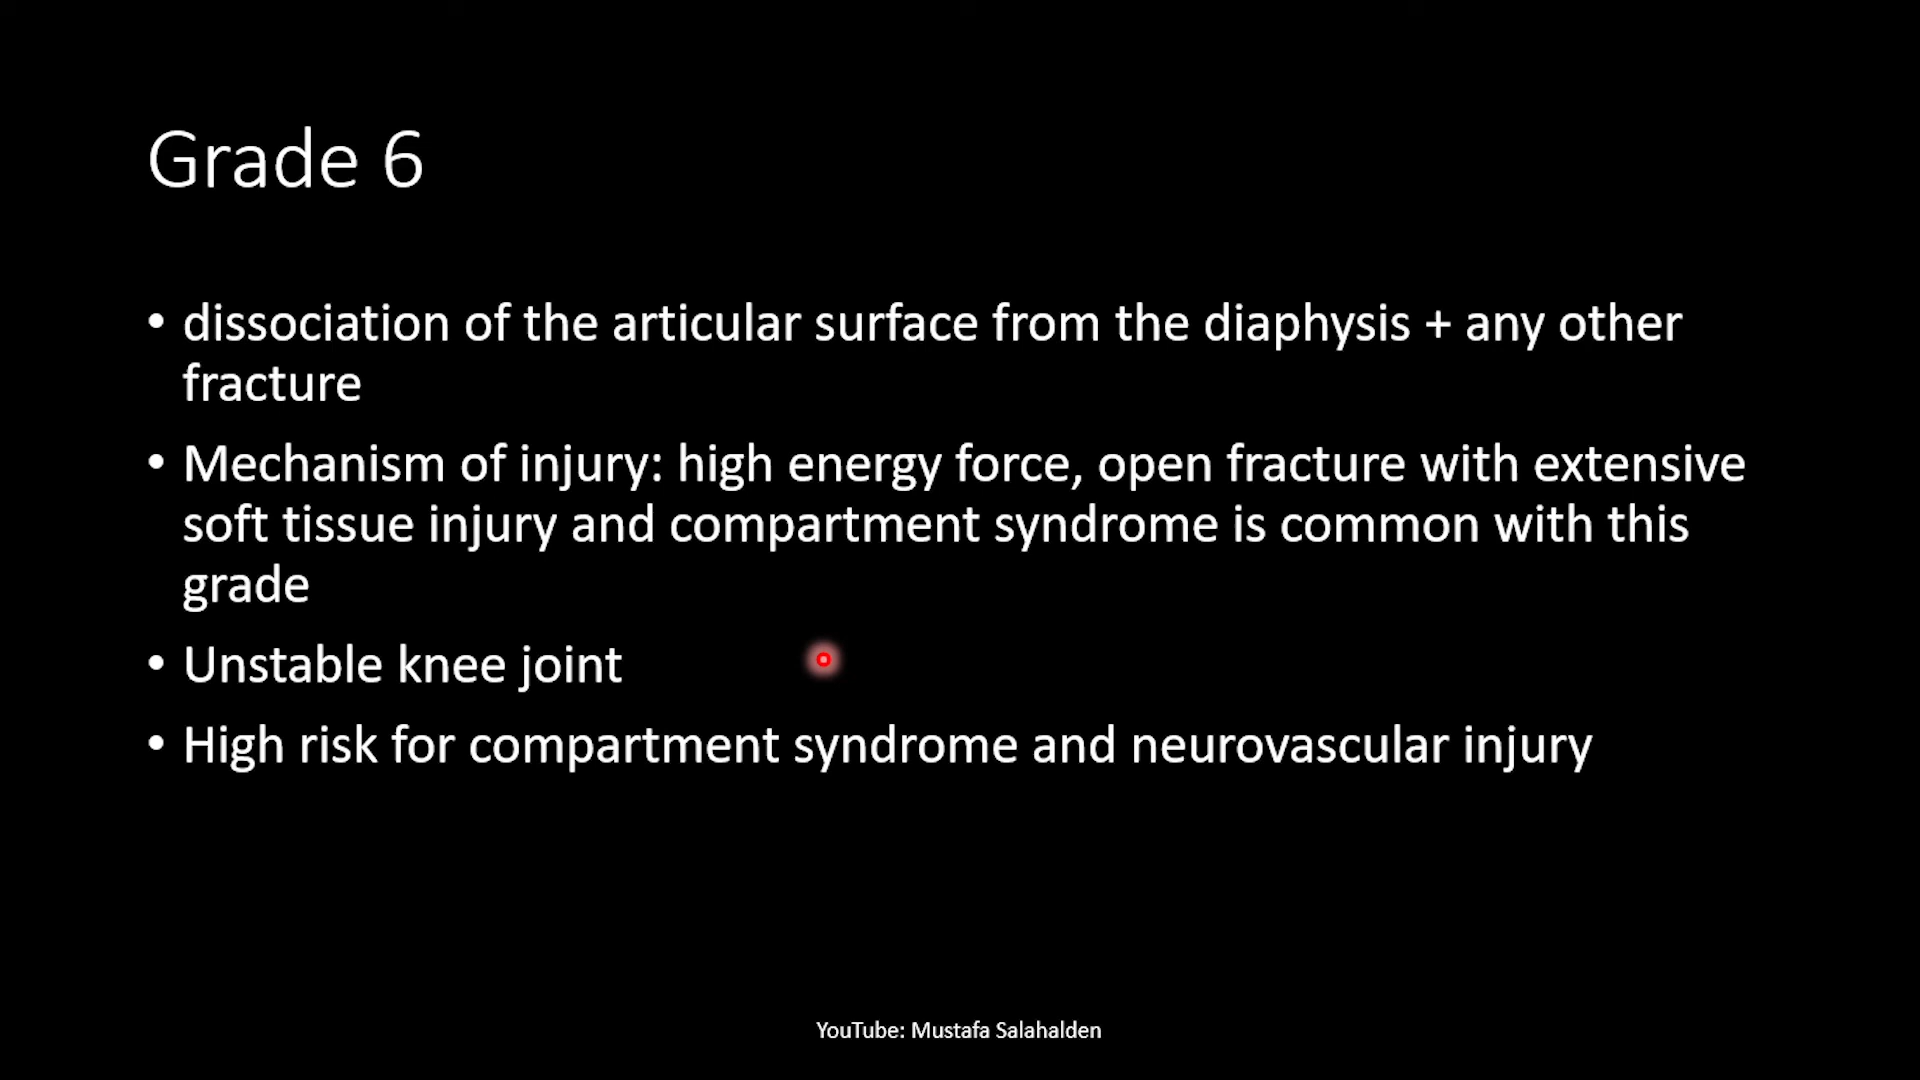 Grade 6
• dissociation of the articular surface from the diaphysis + any other
fracture
• Mechanism of injury: high energy force, open fracture with extensive
soft tissue injury and compartment syndrome is common with this
grade
• Unstable knee joint
• High risk for compartment syndrome and neurovascular injury
YouTube: Mustafa Salahalden